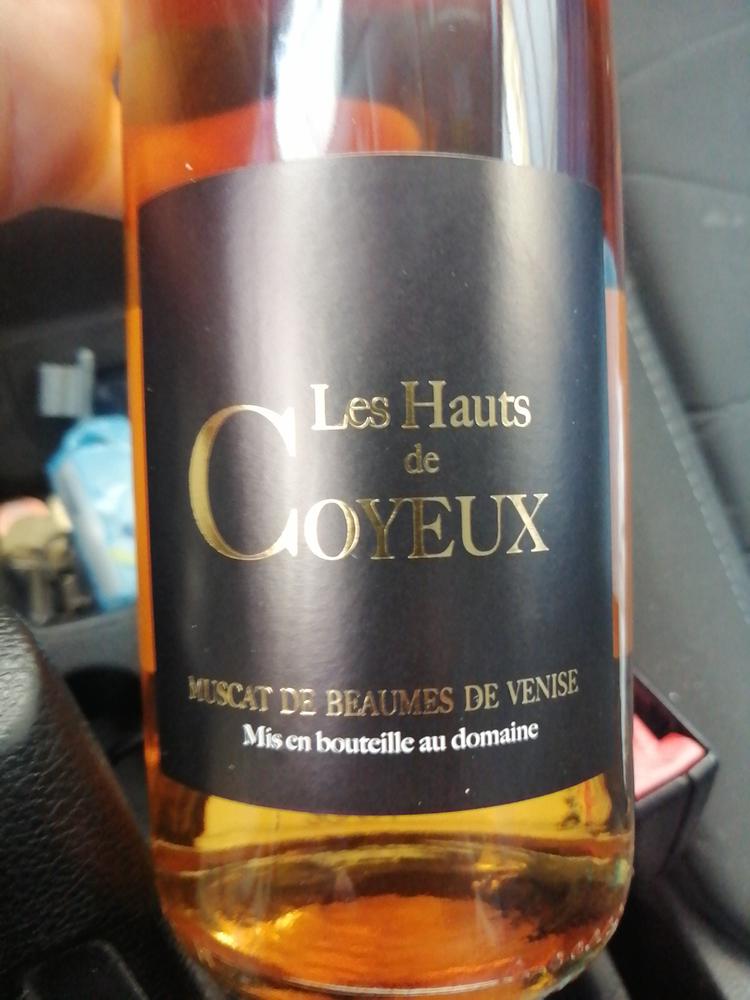 Les Hauts
de
COYEUX
MUSCAT DE BEAUMES DE VENISE
Mis en bouteille au domaine